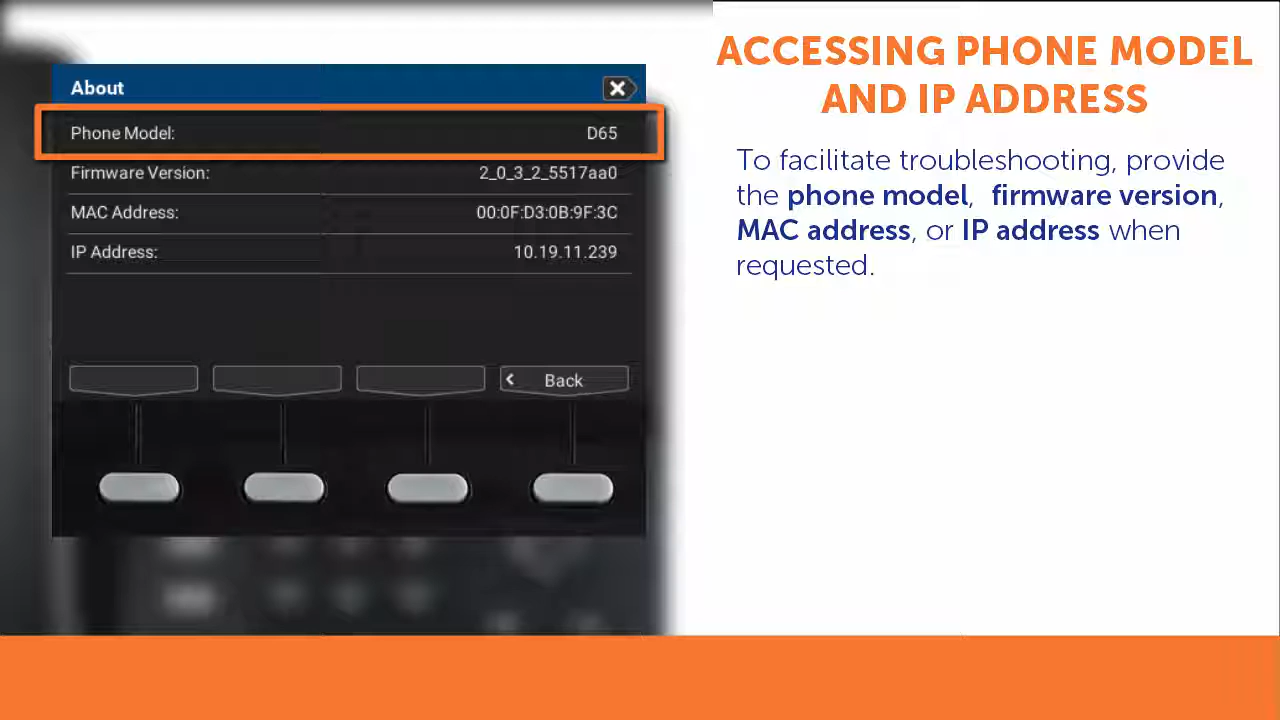 About
Phone Model: D65
Firmware Version: 2_0_3_2_5517aa0
MAC Address: 00:0F:D3:0B:9F:3C
IP Address: 10.19.11.239
Back
ACCESSING PHONE MODEL
AND IP ADDRESS
To facilitate troubleshooting, provide
the phone model, firmware version,
MAC address, or IP address when
requested.